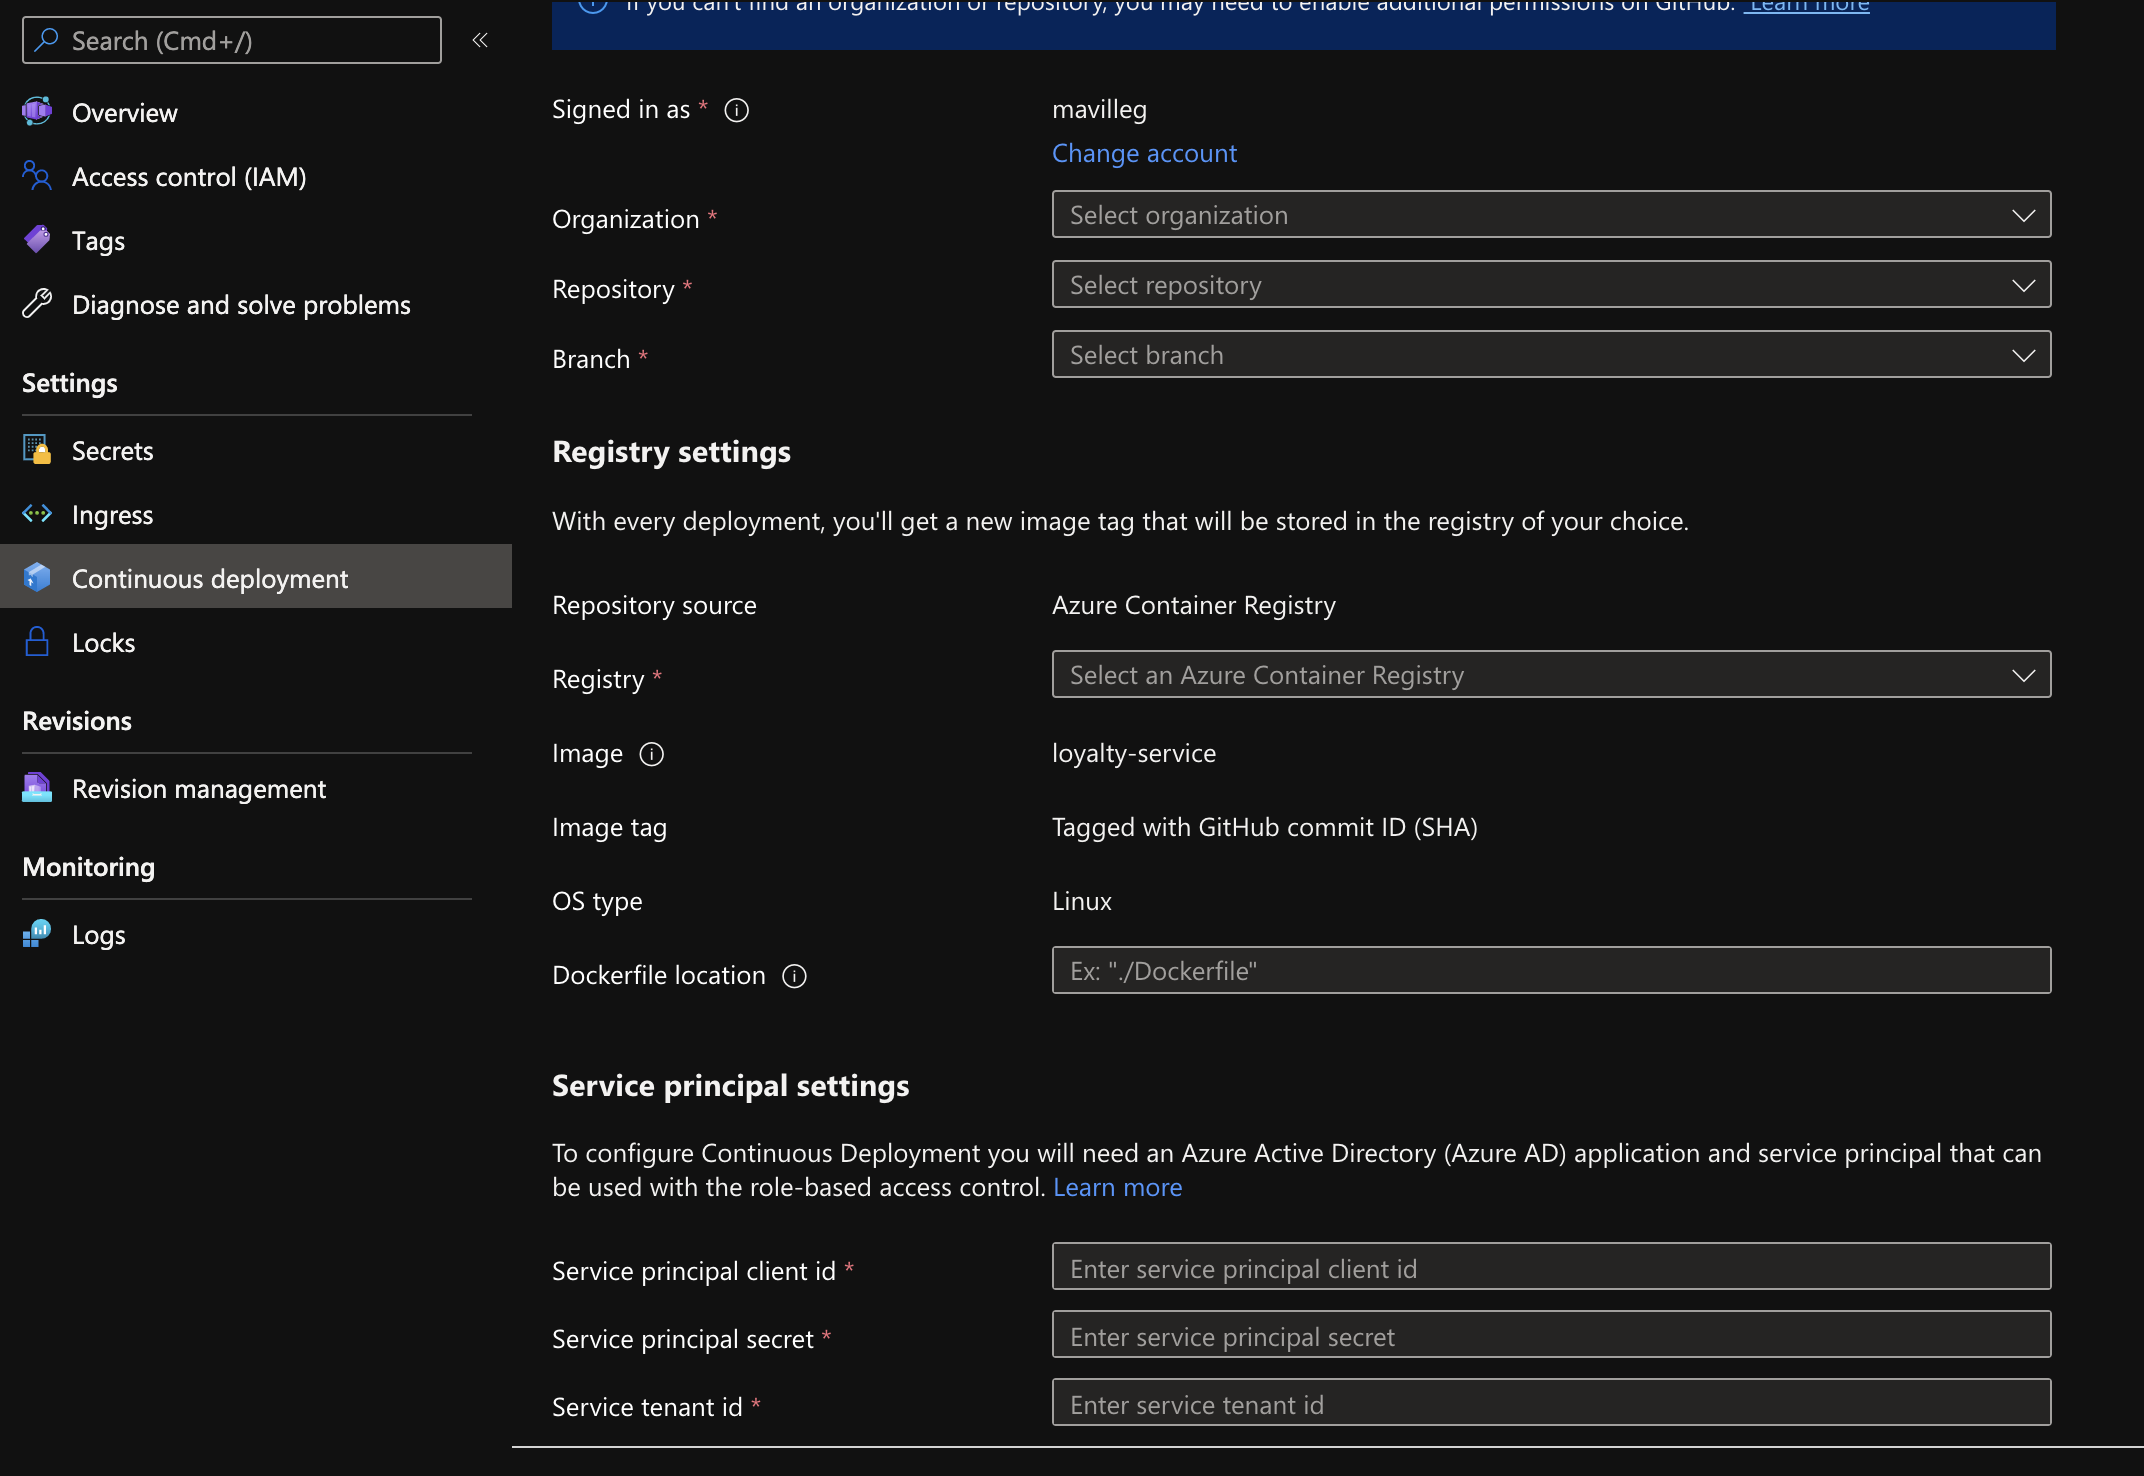 Search (Cmd+/)
Overview
Access control (IAM)
Tags
Diagnose and solve problems
Settings
Secrets
Ingress
Continuous deployment
Locks
Revisions
Revision management
Monitoring
Logs
If you can't find an organization or repository, you may need to enable additional permissions on GitHub. Learn more
Signed in as * mavilleg
Change account
Organization * Select organization
Repository * Select repository
Branch * Select branch
Registry settings
With every deployment, you'll get a new image tag that will be stored in the registry of your choice.
Repository source Azure Container Registry
Registry * Select an Azure Container Registry
Image loyalty-service
Image tag Tagged with GitHub commit ID (SHA)
OS type Linux
Dockerfile location Ex: "./Dockerfile"
Service principal settings
To configure Continuous Deployment you will need an Azure Active Directory (Azure AD) application and service principal that can
be used with the role-based access control. Learn more
Service principal client id * Enter service principal client id
Service principal secret * Enter service principal secret
Service tenant id * Enter service tenant id